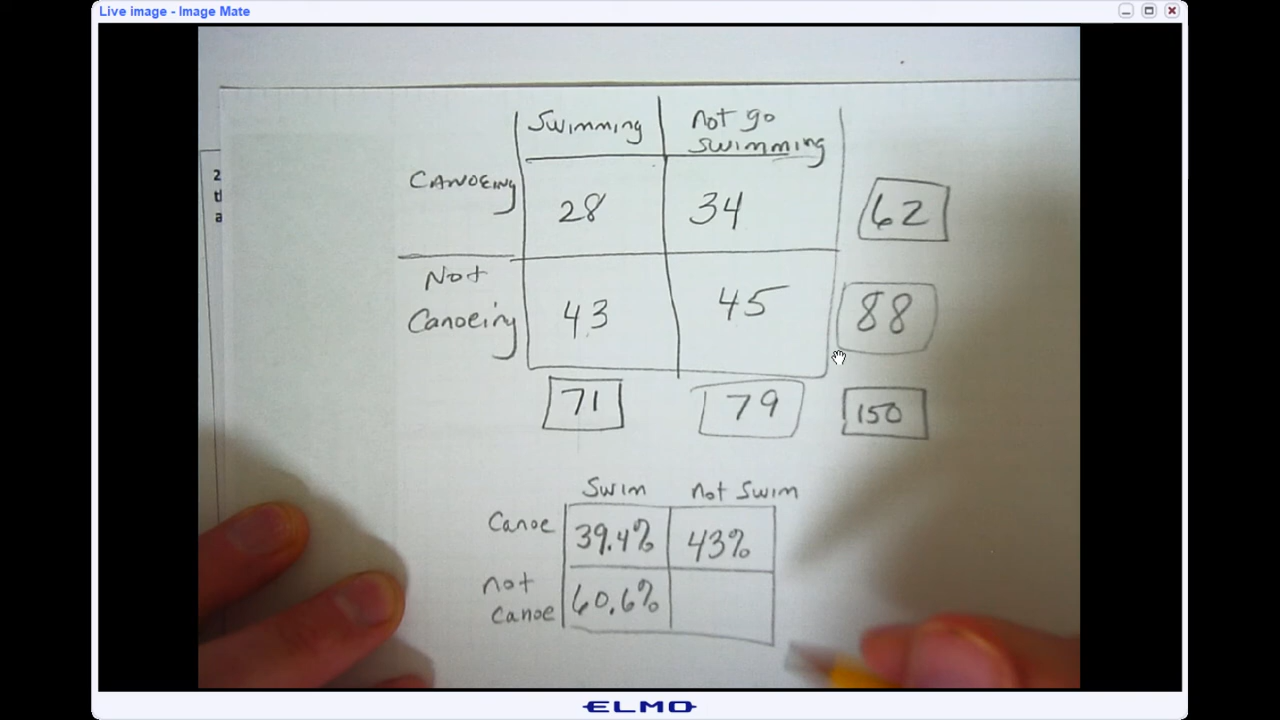 Live image - Image Mate
Swimming not go
swimming
CANOEING 28 34 62
Not
Canoeing 43 45 88
71 79 150
Swim not Swim
Canoe 39.4% 43%
not
canoe 60.6%
2
t
a
ELMO